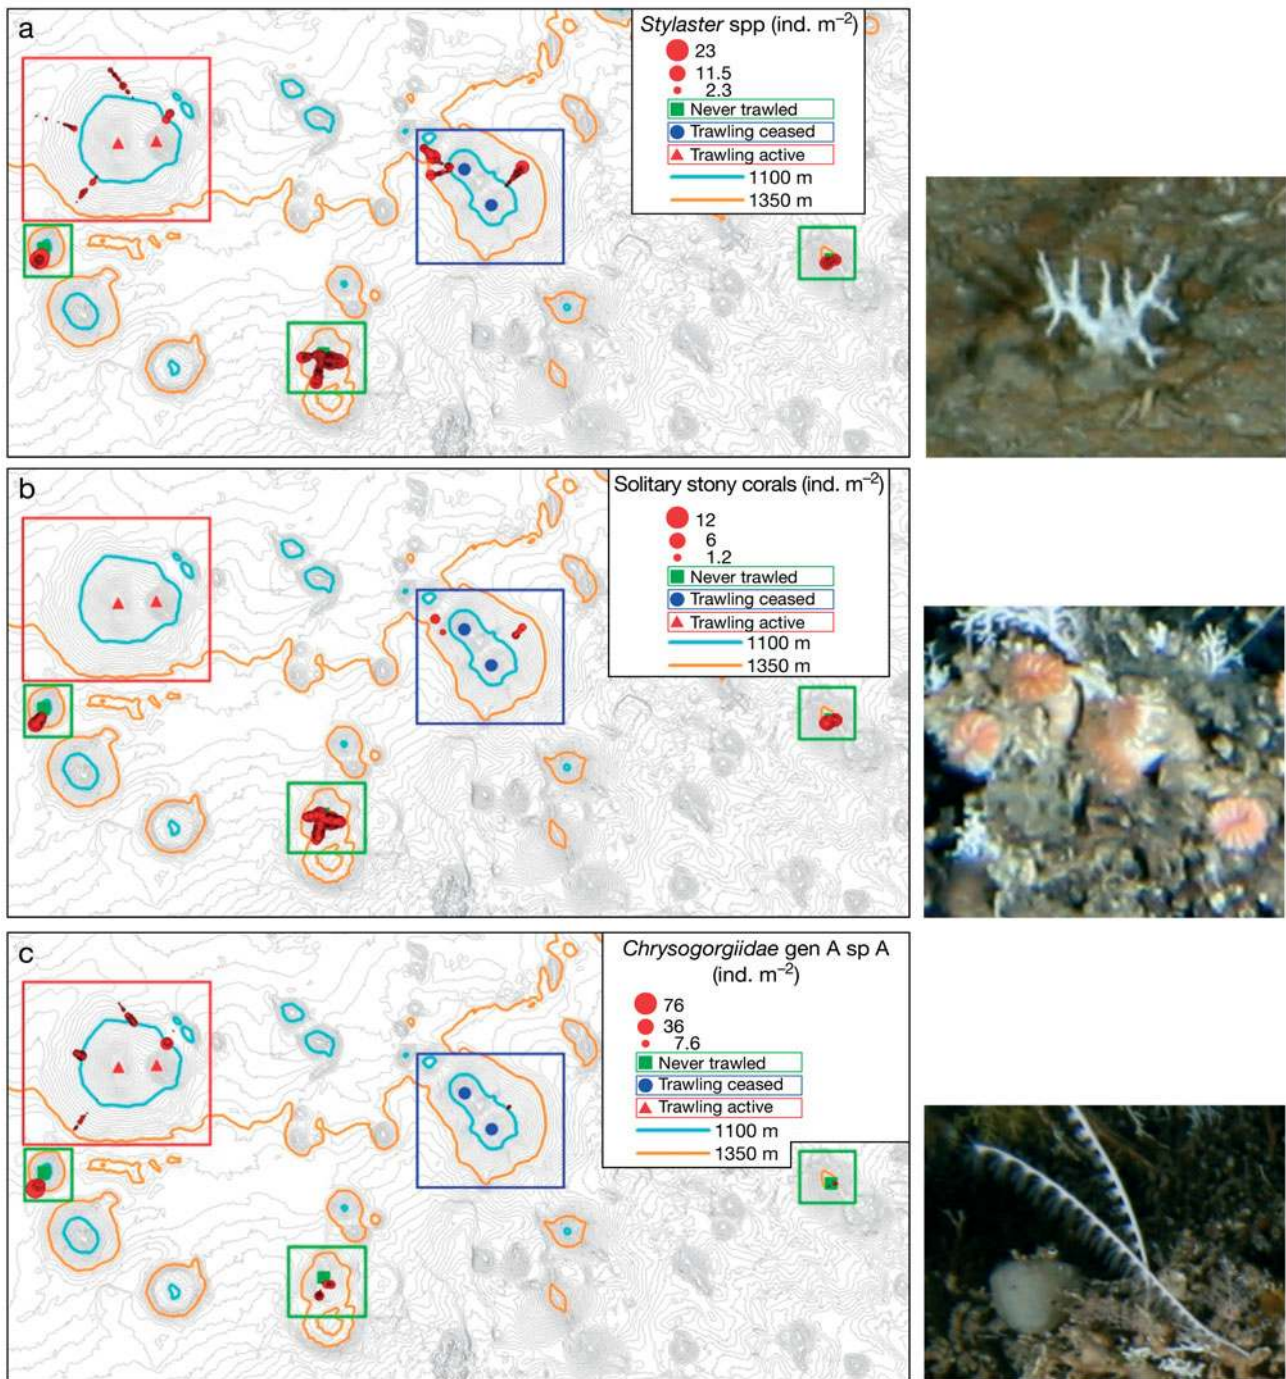 a
Stylaster spp (ind. m⁻²)
23
11.5
2.3
Never trawled
Trawling ceased
Trawling active
1100 m
1350 m
b
Solitary stony corals (ind. m⁻²)
12
6
1.2
Never trawled
Trawling ceased
Trawling active
1100 m
1350 m
c
Chrysogorgiidae gen A sp A
(ind. m⁻²)
76
36
7.6
Never trawled
Trawling ceased
Trawling active
1100 m
1350 m